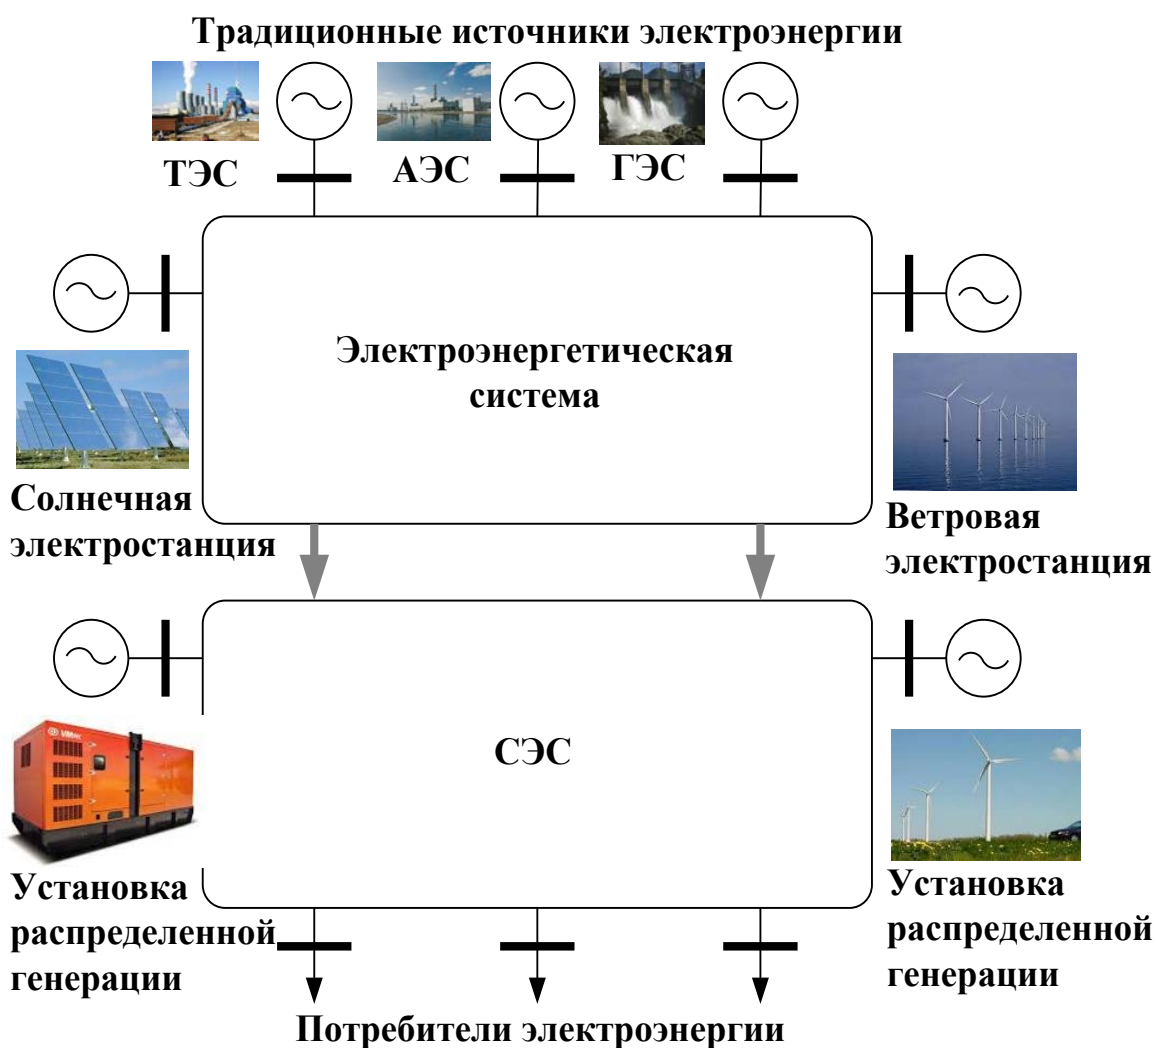 Традиционные источники электроэнергии
ТЭС
АЭС
ГЭС
Электроэнергетическая
система
Солнечная
электростанция
Ветровая
электростанция
СЭС
Установка
распределенной
генерации
Установка
распределенной
генерации
Потребители электроэнергии